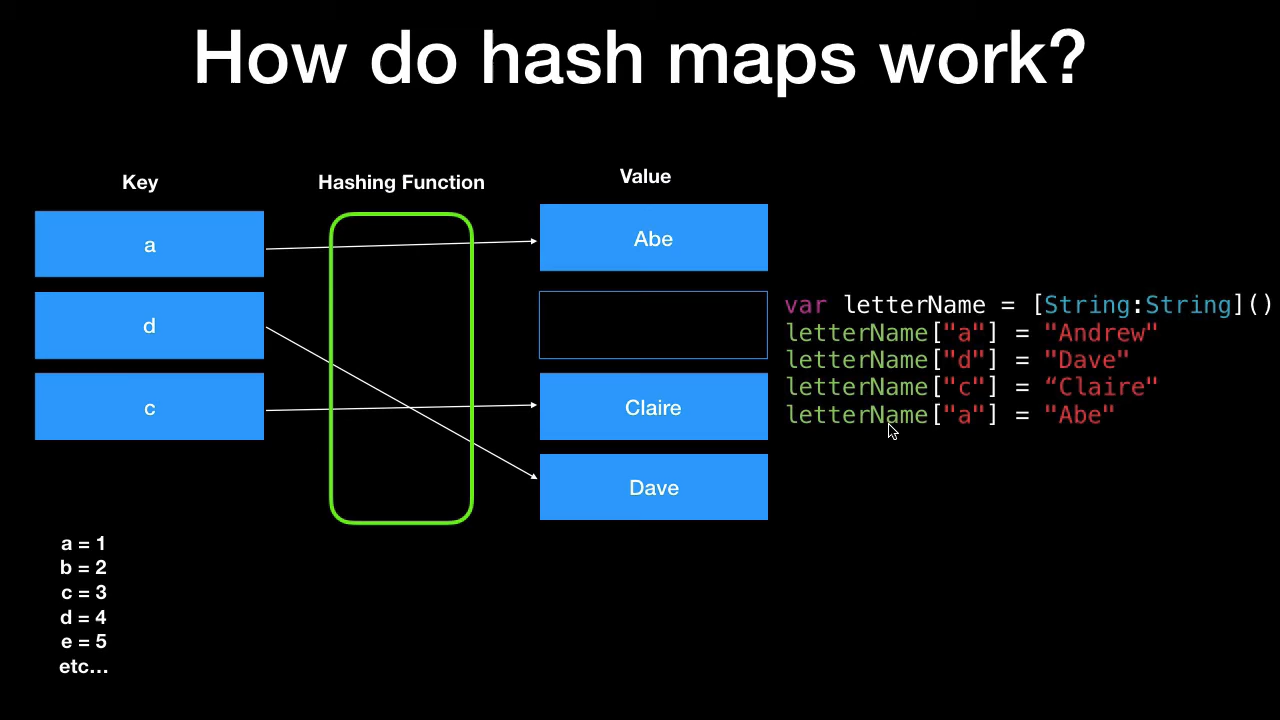 How do hash maps work?
Key
Hashing Function
Value
a
d
c
Abe
Claire
Dave
var letterName = [String:String]()
letterName["a"] = "Andrew"
letterName["d"] = "Dave"
letterName["c"] = “Claire"
letterName["a"] = "Abe"
a = 1
b = 2
c = 3
d = 4
e = 5
etc…